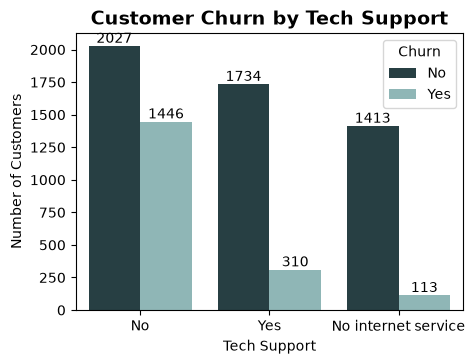 Customer Churn by Tech Support
Number of Customers
2000
1750
1500
1250
1000
750
500
250
0
2027
1446
1734
310
1413
113
Churn
No
Yes
No
Yes
No internet service
Tech Support